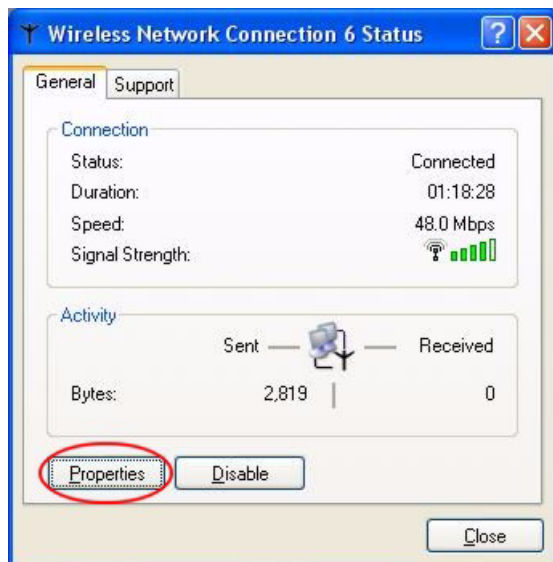 Wireless Network Connection 6 Status
General Support
Connection
Status: Connected
Duration: 01:18:28
Speed: 48.0 Mbps
Signal Strength:
Activity
Sent Received
Bytes: 2,819 0
Properties Disable
Close